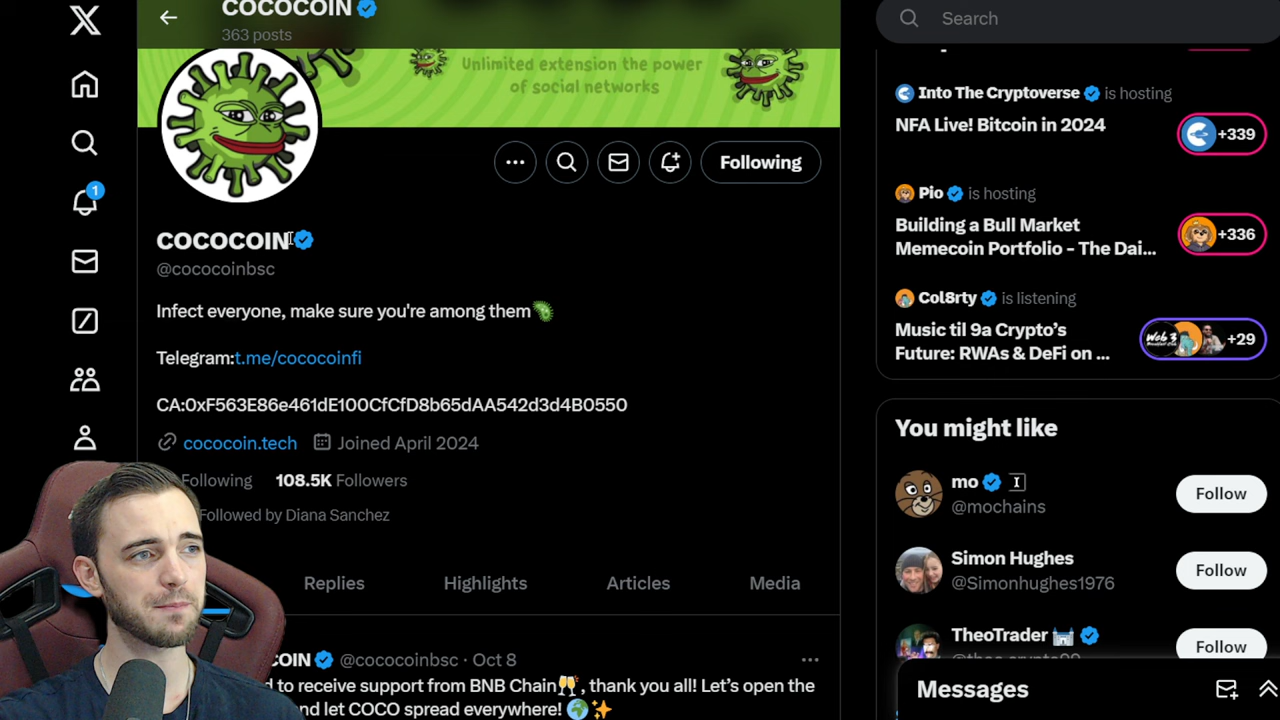 COCOCOIN
363 posts
Unlimited extension the power
of social networks
Following
COCOCOIN
@cococoinbsc
Infect everyone, make sure you're among them
Telegram:t.me/cococoinfi
CA:0xF563E86e461dE100CfCfD8b65dAA542d3d4B0550
cococoin.tech Joined April 2024
Following 108.5K Followers
Followed by Diana Sanchez
Replies Highlights Articles Media
COIN @cococoinbsc · Oct 8 ...
d to receive support from BNB Chain🥂, thank you all! Let's open the
nd let COCO spread everywhere! 🌍✨
Search
Into The Cryptoverse is hosting
NFA Live! Bitcoin in 2024
+339
Pio is hosting
Building a Bull Market
Memecoin Portfolio - The Dai...
+336
Col8rty is listening
Music til 9a Crypto's
Future: RWAs & DeFi on ...
Web 3
+29
You might like
mo
@mochains
Follow
Simon Hughes
@Simonhughes1976
Follow
TheoTrader 🏰
Follow
Messages
1